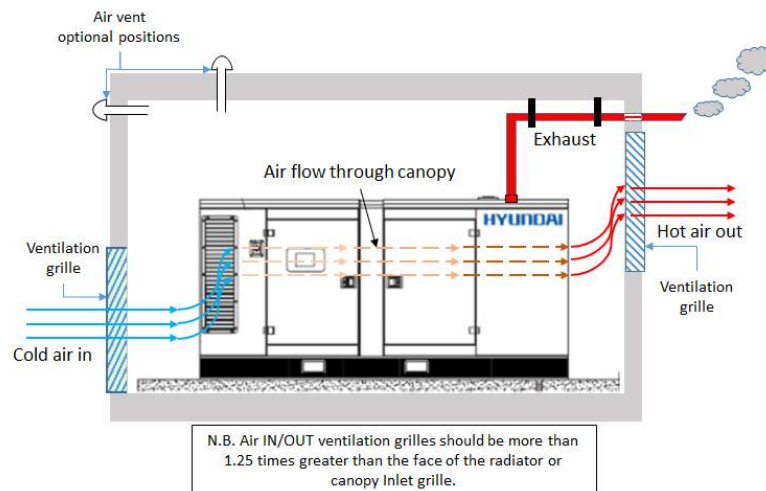 Air vent
optional positions
Exhaust
Air flow through canopy
HYUNDAI
Ventilation
grille
Hot air out
Cold air in
Ventilation
grille
N.B. Air IN/OUT ventilation grilles should be more than
1.25 times greater than the face of the radiator or
canopy Inlet grille.